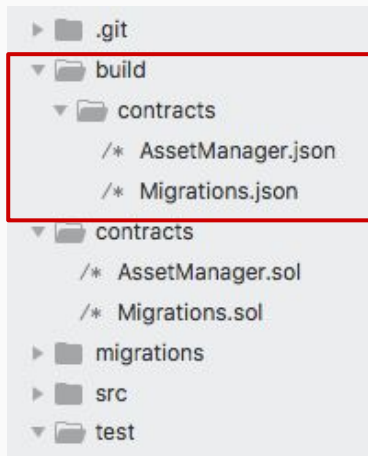 .git
build
contracts
/* AssetManager.json
/* Migrations.json
contracts
/* AssetManager.sol
/* Migrations.sol
migrations
src
test